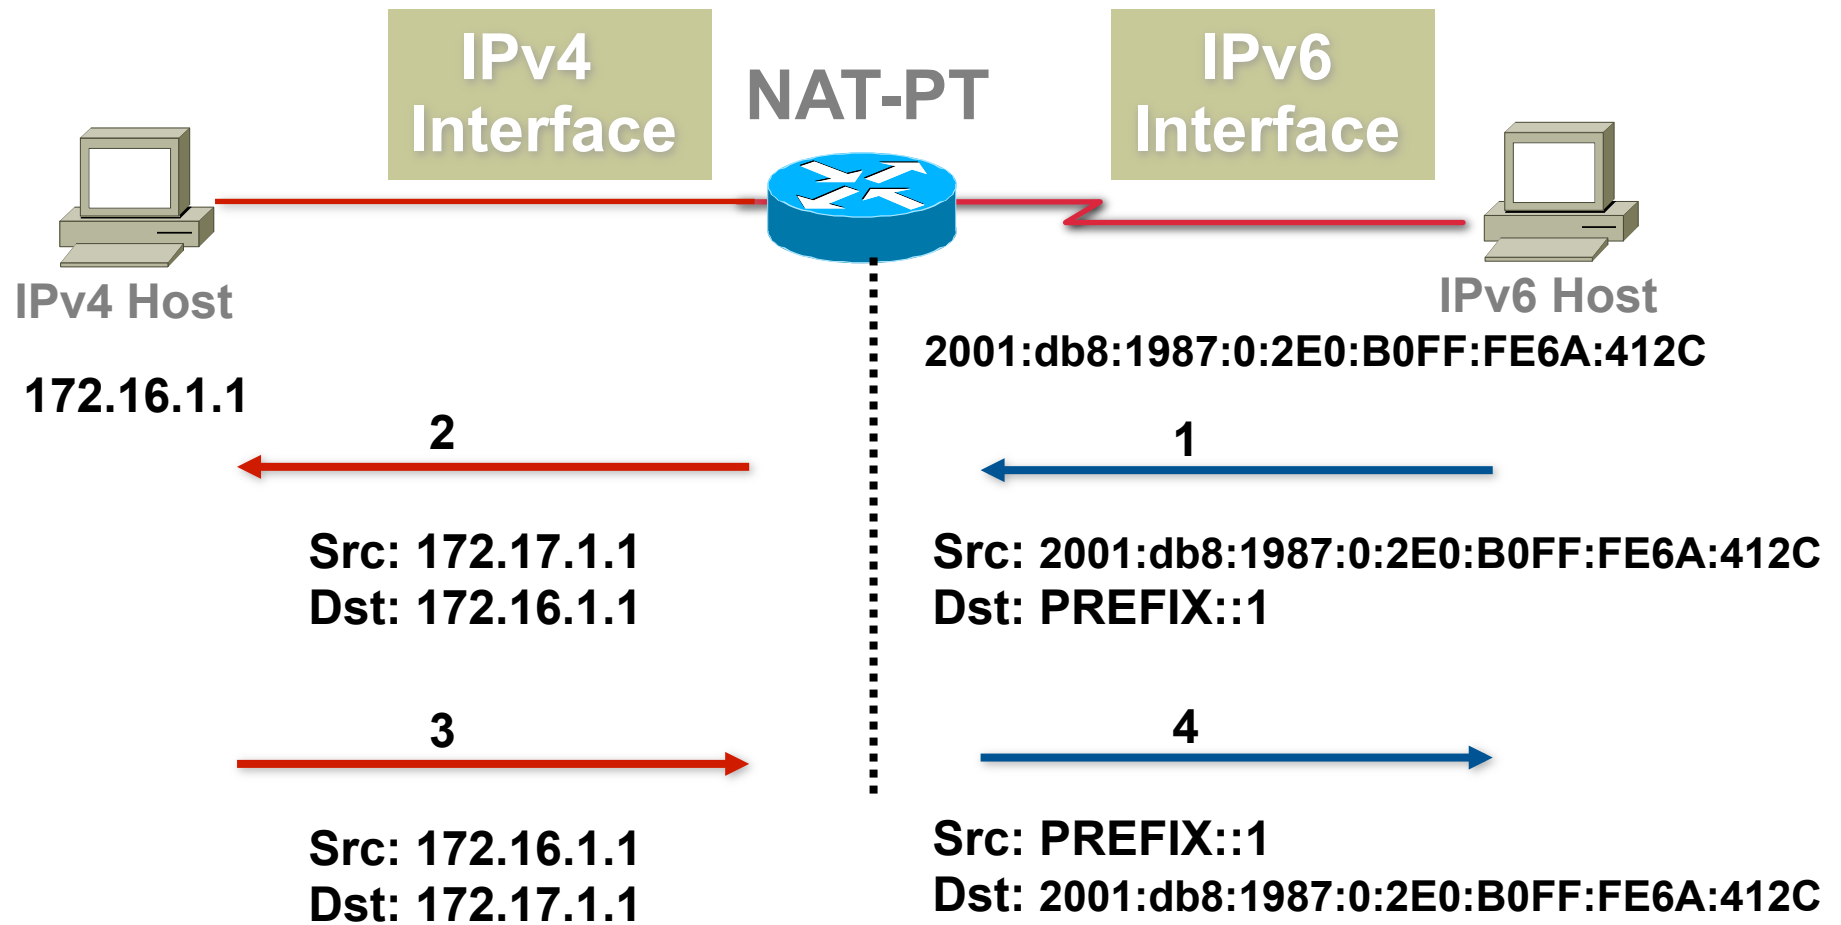 IPv4
Interface
NAT-PT
IPv6
Interface
IPv4 Host
IPv6 Host
172.16.1.1
2001:db8:1987:0:2E0:B0FF:FE6A:412C
2
1
Src: 172.17.1.1
Dst: 172.16.1.1
Src: 2001:db8:1987:0:2E0:B0FF:FE6A:412C
Dst: PREFIX::1
3
4
Src: 172.16.1.1
Dst: 172.17.1.1
Src: PREFIX::1
Dst: 2001:db8:1987:0:2E0:B0FF:FE6A:412C